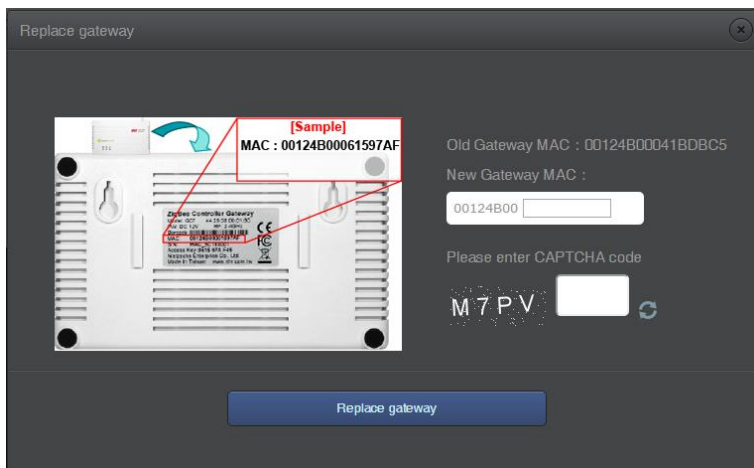 Replace gateway
[Sample]
MAC : 00124B00061597AF
ZigBee Controller Gateway
Old Gateway MAC : 00124B00041BDBC5
New Gateway MAC :
00124B00
Please enter CAPTCHA code
M 7 P V
Replace gateway